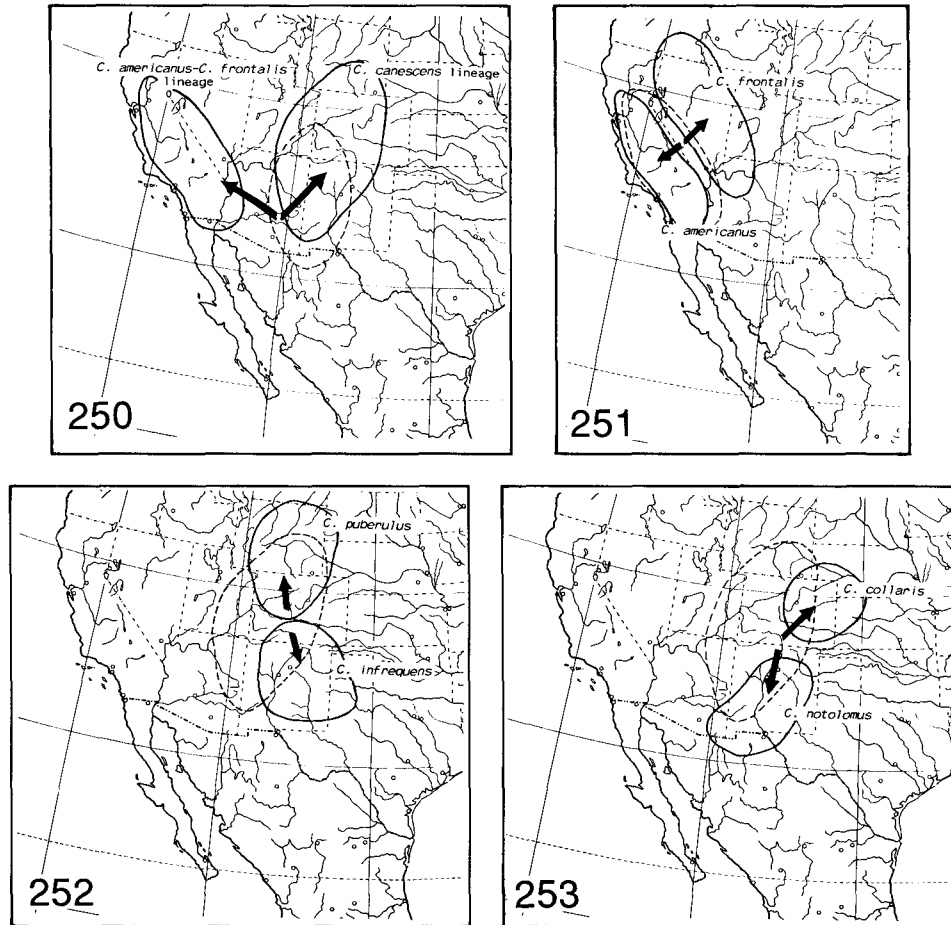 C. americanus-C. frontalis
lineage
C. canescens lineage
250
C. frontalis
C. americanus
251
C. puberulus
C. infrequens
252
C. collaris
C. notolomus
253